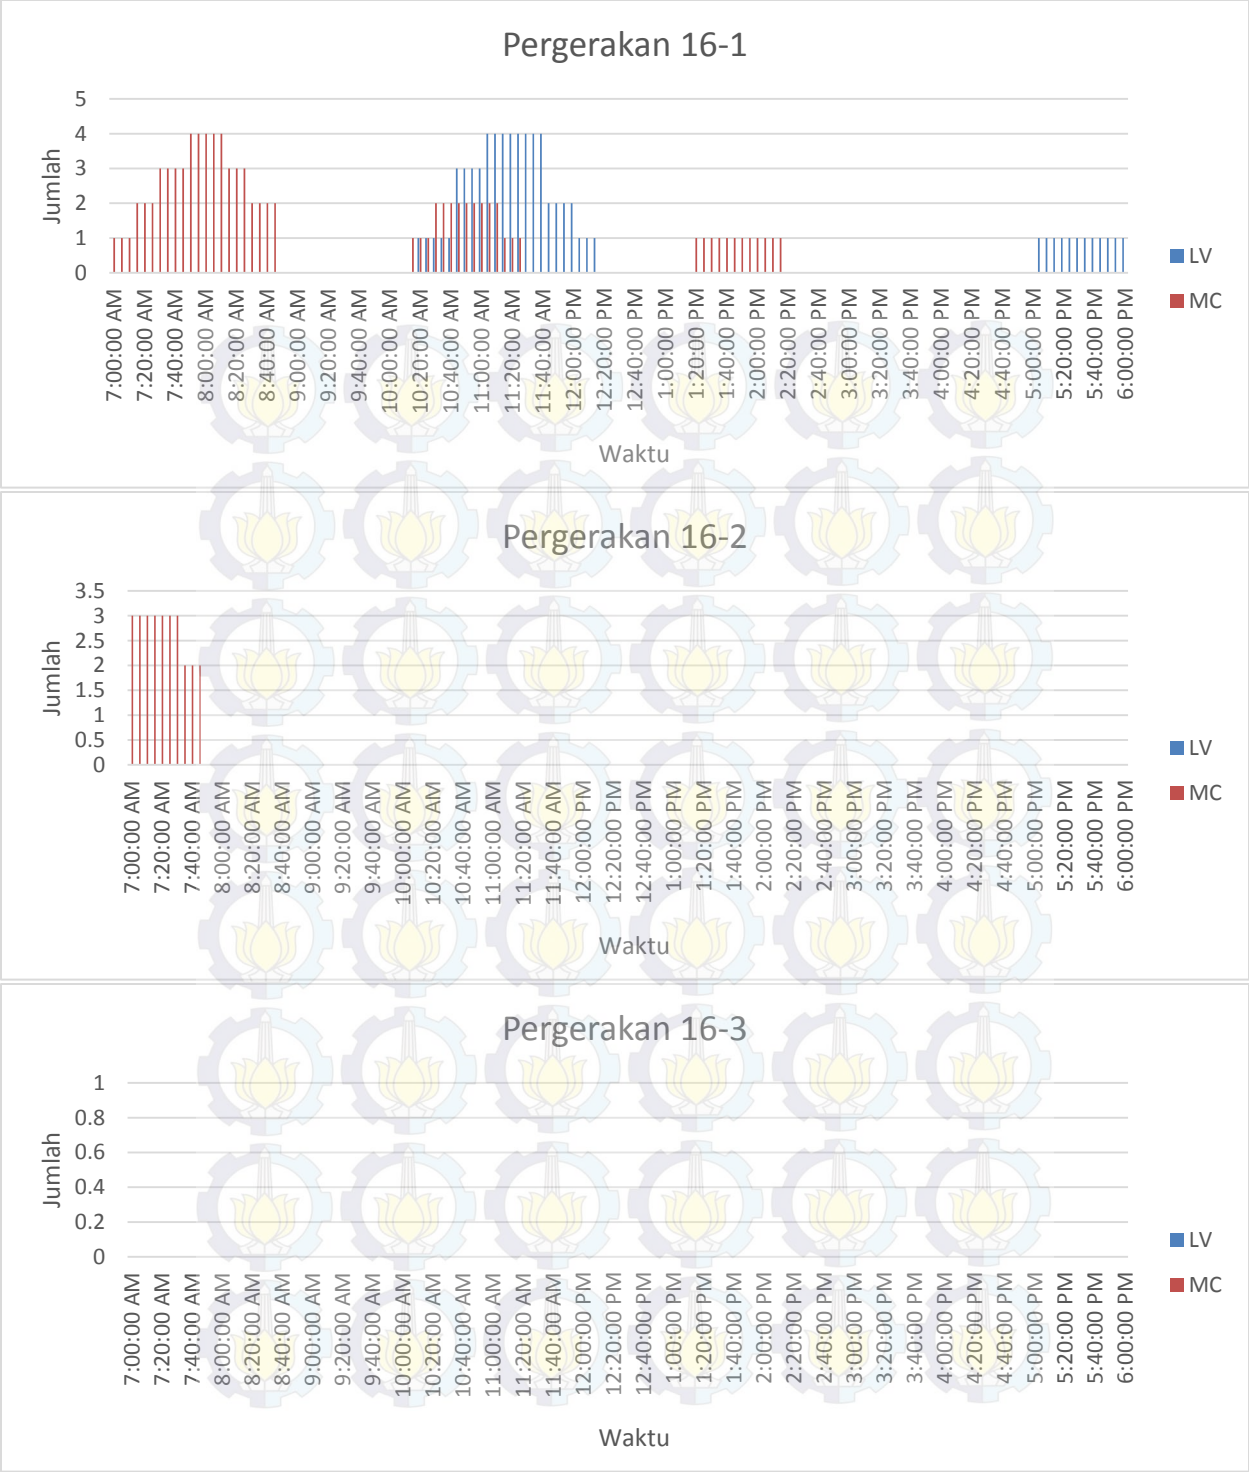 Pergerakan 16-1
5
4
3
2
1
0
Jumlah
7:00:00 AM
7:20:00 AM
7:40:00 AM
8:00:00 AM
8:20:00 AM
8:40:00 AM
9:00:00 AM
9:20:00 AM
9:40:00 AM
10:00:00 AM
10:20:00 AM
10:40:00 AM
11:00:00 AM
11:20:00 AM
11:40:00 AM
12:00:00 PM
12:20:00 PM
12:40:00 PM
1:00:00 PM
1:20:00 PM
1:40:00 PM
2:00:00 PM
2:20:00 PM
2:40:00 PM
3:00:00 PM
3:20:00 PM
3:40:00 PM
4:00:00 PM
4:20:00 PM
4:40:00 PM
5:00:00 PM
5:20:00 PM
5:40:00 PM
6:00:00 PM
Waktu
LV
MC
Pergerakan 16-2
3.5
3
2.5
2
1.5
1
0.5
0
Jumlah
7:00:00 AM
7:20:00 AM
7:40:00 AM
8:00:00 AM
8:20:00 AM
8:40:00 AM
9:00:00 AM
9:20:00 AM
9:40:00 AM
10:00:00 AM
10:20:00 AM
10:40:00 AM
11:00:00 AM
11:20:00 AM
11:40:00 AM
12:00:00 PM
12:20:00 PM
12:40:00 PM
1:00:00 PM
1:20:00 PM
1:40:00 PM
2:00:00 PM
2:20:00 PM
2:40:00 PM
3:00:00 PM
3:20:00 PM
3:40:00 PM
4:00:00 PM
4:20:00 PM
4:40:00 PM
5:00:00 PM
5:20:00 PM
5:40:00 PM
6:00:00 PM
Waktu
LV
MC
Pergerakan 16-3
1
0.8
0.6
0.4
0.2
0
Jumlah
7:00:00 AM
7:20:00 AM
7:40:00 AM
8:00:00 AM
8:20:00 AM
8:40:00 AM
9:00:00 AM
9:20:00 AM
9:40:00 AM
10:00:00 AM
10:20:00 AM
10:40:00 AM
11:00:00 AM
11:20:00 AM
11:40:00 AM
12:00:00 PM
12:20:00 PM
12:40:00 PM
1:00:00 PM
1:20:00 PM
1:40:00 PM
2:00:00 PM
2:20:00 PM
2:40:00 PM
3:00:00 PM
3:20:00 PM
3:40:00 PM
4:00:00 PM
4:20:00 PM
4:40:00 PM
5:00:00 PM
5:20:00 PM
5:40:00 PM
6:00:00 PM
Waktu
LV
MC